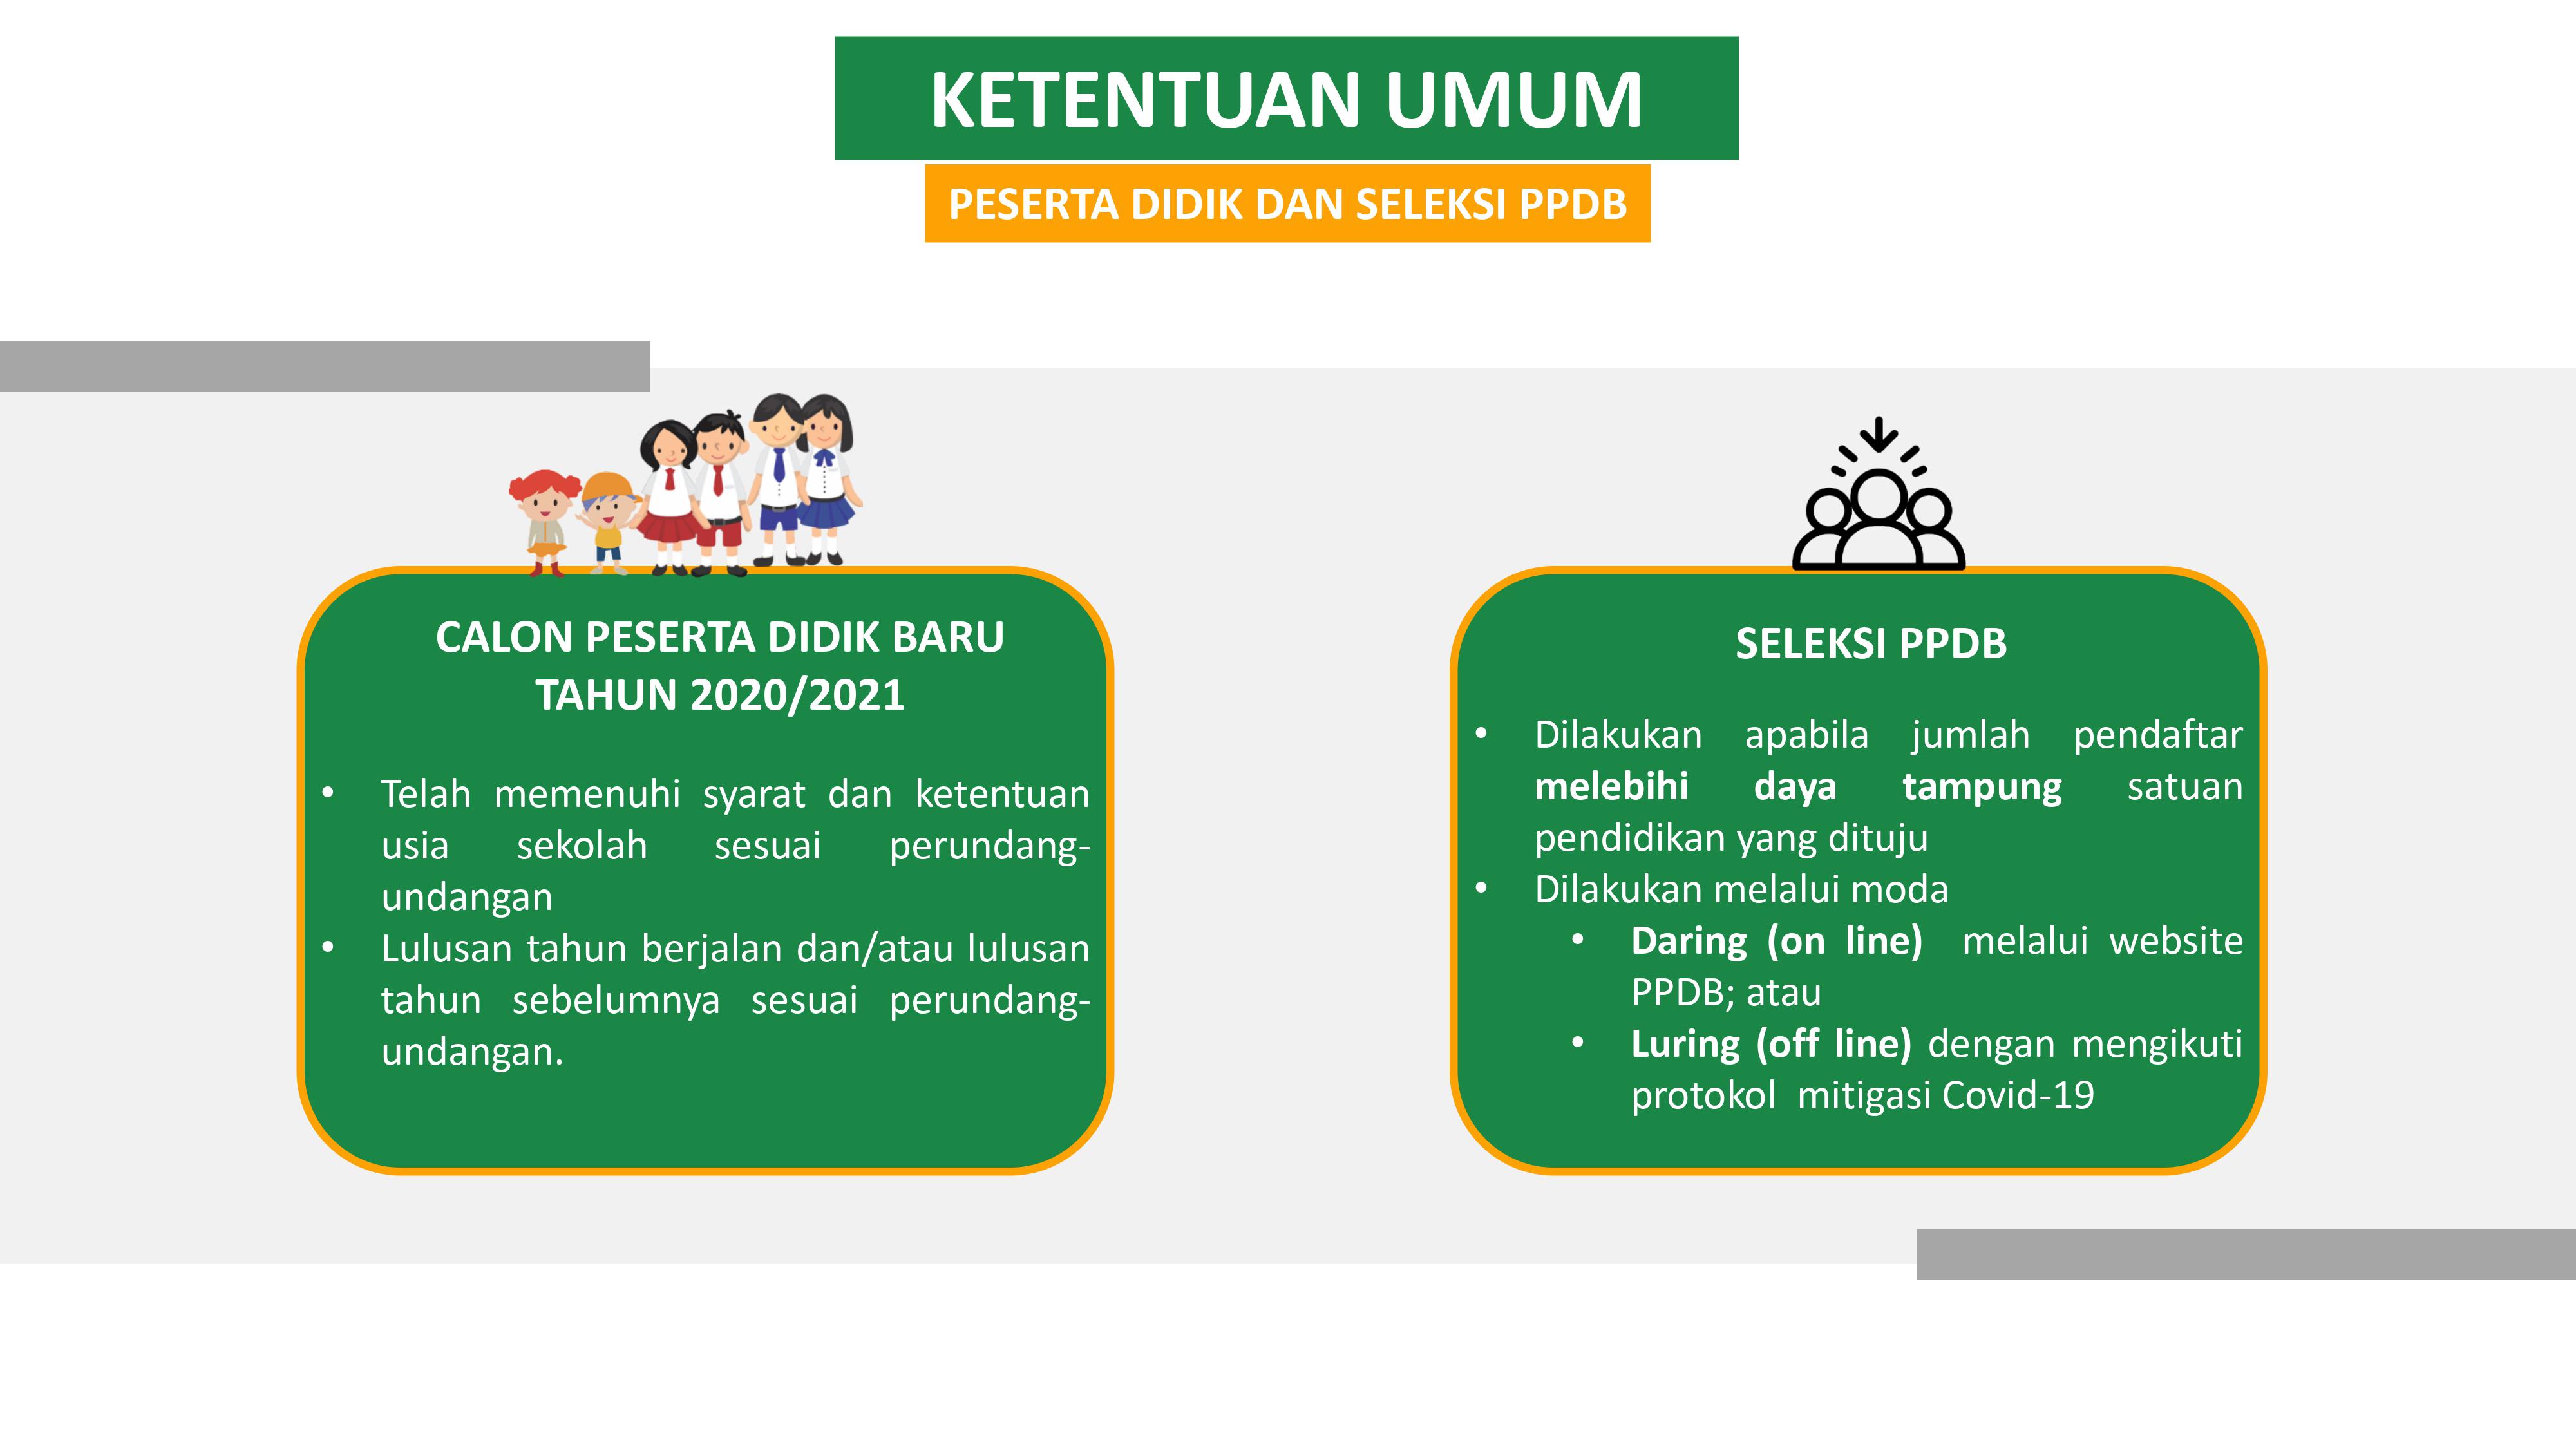 KETENTUAN UMUM
PESERTA DIDIK DAN SELEKSI PPDB
CALON PESERTA DIDIK BARU
TAHUN 2020/2021
• Telah memenuhi syarat dan ketentuan
usia sekolah sesuai perundang-
undangan
• Lulusan tahun berjalan dan/atau lulusan
tahun sebelumnya sesuai perundang-
undangan.
SELEKSI PPDB
• Dilakukan apabila jumlah pendaftar
melebihi daya tampung satuan
pendidikan yang dituju
• Dilakukan melalui moda
• Daring (on line) melalui website
PPDB; atau
• Luring (off line) dengan mengikuti
protokol mitigasi Covid-19